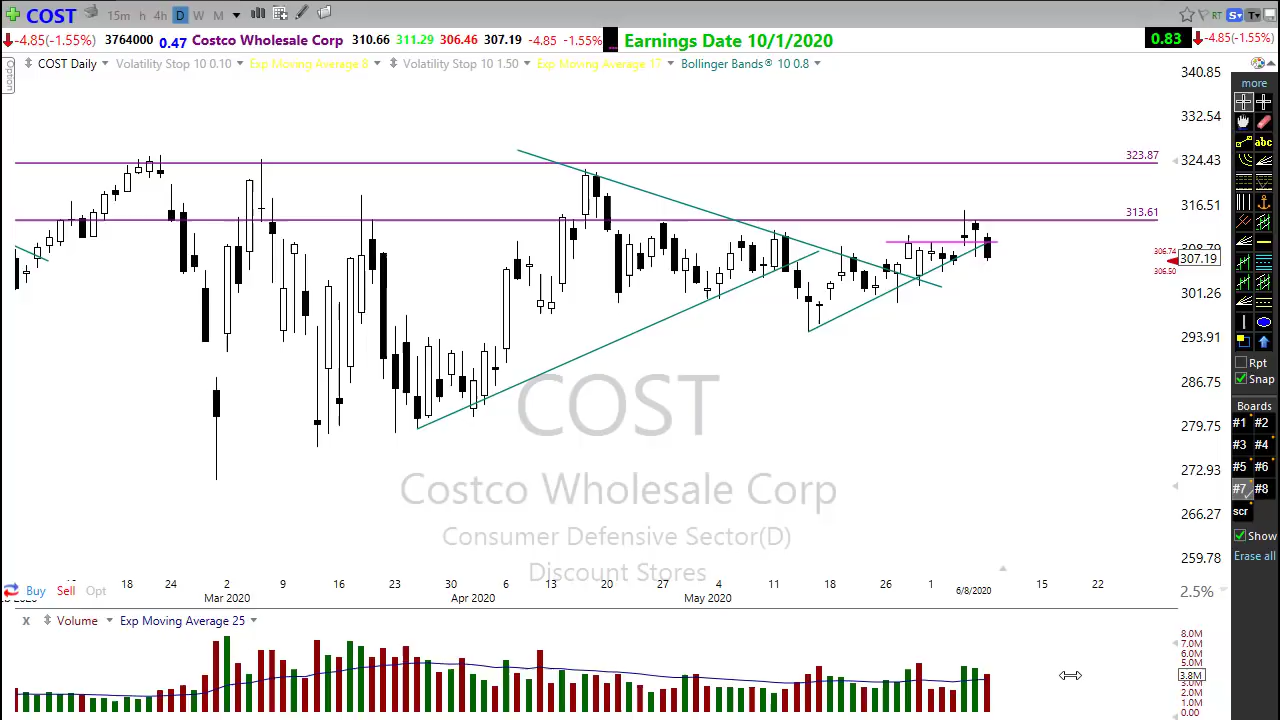 COST 15m h 4h D W M RT S T
-4.85(-1.55%) 3764000 0.47 Costco Wholesale Corp 310.66 311.29 306.46 307.19 -4.85 -1.55% Earnings Date 10/1/2020 0.83 -4.85(-1.55%)
Option COST Daily Volatility Stop 10 0.10 Exp Moving Average 8 Volatility Stop 10 1.50 Exp Moving Average 17 Bollinger Bands® 10 0.8
340.85
332.54
323.87
324.43
313.61
316.51
306.74
307.19
306.50
301.26
293.91
286.75
279.75
272.93
266.27
259.78
COST
Costco Wholesale Corp
Consumer Defensive Sector(D)
Discount Stores
more
abc
Rpt
Snap
Boards
#1 #2
#3 #4
#5 #6
#7 #8
scr
Show
Erase all
18 24 2 9 16 23 30 6 13 20 27 4 11 18 26 1 6/8/2020 15 22
Mar 2020 Apr 2020 May 2020
Buy Sell Opt 2.5%
x Volume Exp Moving Average 25
8.0M
7.0M
6.0M
5.0M
3.8M
3.0M
2.0M
1.0M
0.00